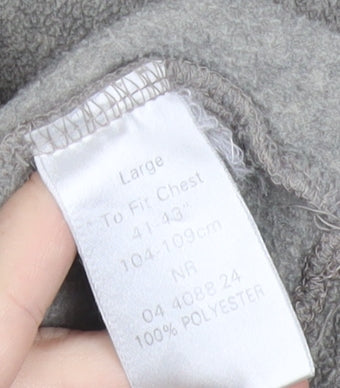 Large
To Fit Chest
41-43"
104-109cm
NR
04 4088 24
100% POLYESTER